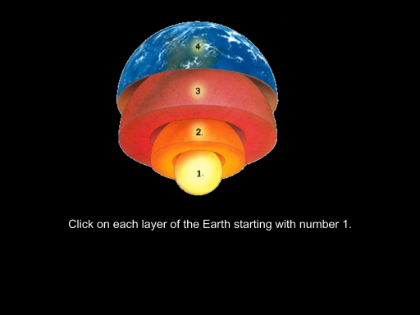 4
3
2.
1.
Click on each layer of the Earth starting with number 1.